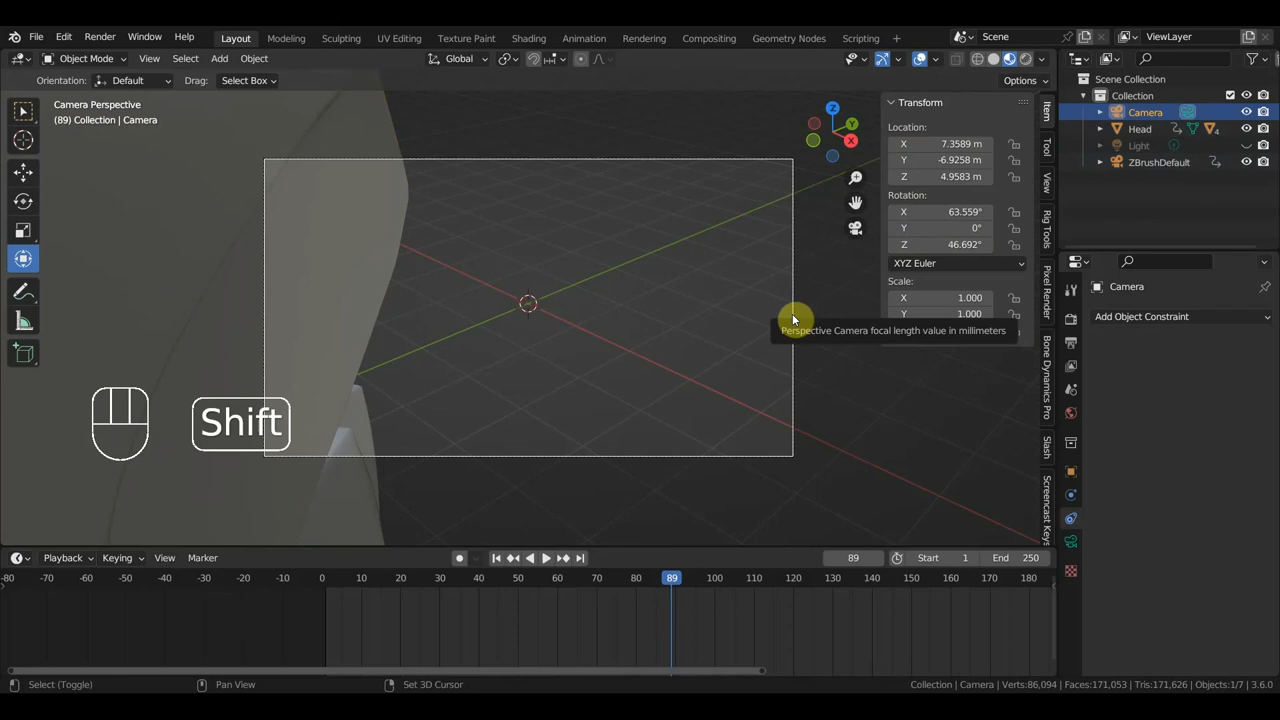 File Edit Render Window Help Layout Modeling Sculpting UV Editing Texture Paint Shading Animation Rendering Compositing Geometry Nodes Scripting + Scene ViewLayer
Object Mode View Select Add Object Global
Orientation: Default Drag: Select Box Options
Camera Perspective
(89) Collection | Camera
Z
Y
X
Transform
Location:
X 7.3589 m
Y -6.9258 m
Z 4.9583 m
Rotation:
X 63.559°
Y 0°
Z 46.692°
XYZ Euler
Scale:
X 1.000
Y 1.000
Perspective Camera focal length value in millimeters
Item
Tool
View
Rig Tools
Pixel Render
Bone Dynamics Pro
Slash
Screencast Keys
Scene Collection
Collection
Camera
Head
4
Light
ZBrushDefault
Camera
Add Object Constraint
Shift
Playback Keying View Marker 89 Start 1 End 250
-80 -70 -60 -50 -40 -30 -20 -10 0 10 20 30 40 50 60 70 80 89 100 110 120 130 140 150 160 170 180
Select (Toggle) Pan View Set 3D Cursor Collection | Camera | Verts:86,094 | Faces:171,053 | Tris:171,626 | Objects:1/7 | 3.6.0